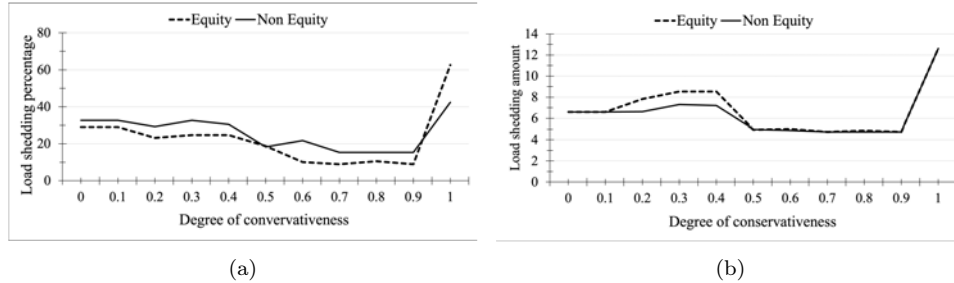 Equity Non Equity
Load shedding percentage
80
60
40
20
0
0 0.1 0.2 0.3 0.4 0.5 0.6 0.7 0.8 0.9 1
Degree of convervativeness
(a)
Equity Non Equity
Load shedding amount
14
12
10
8
6
4
2
0
0 0.1 0.2 0.3 0.4 0.5 0.6 0.7 0.8 0.9 1
Degree of conservativeness
(b)